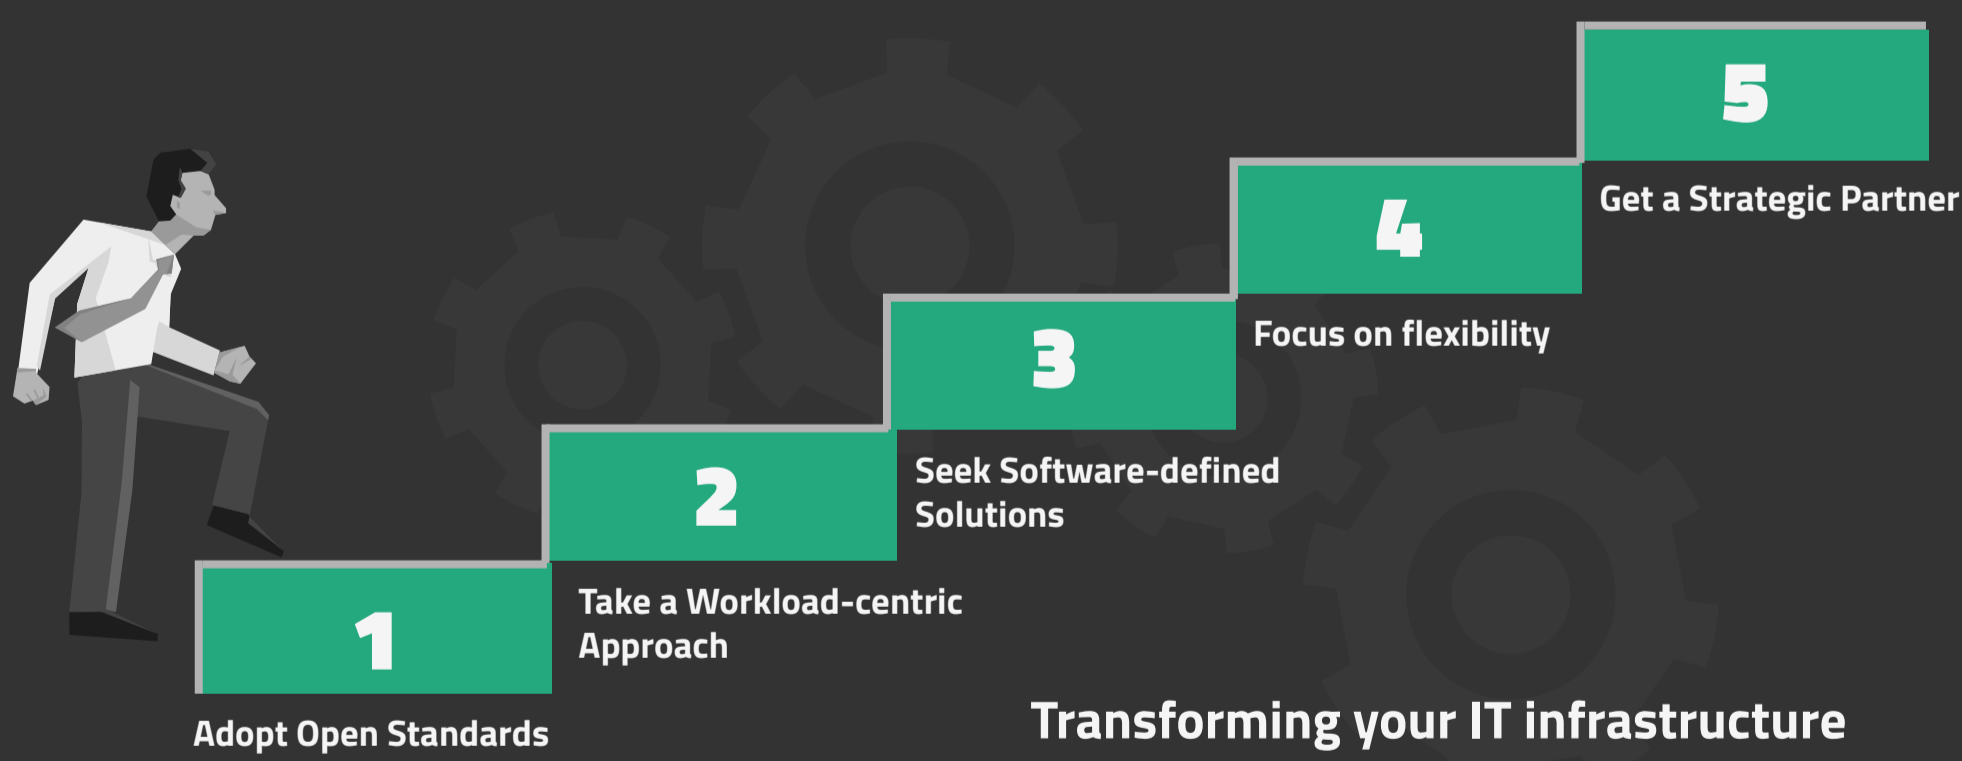 1
Adopt Open Standards
2
Take a Workload-centric
Approach
3
Seek Software-defined
Solutions
4
Focus on flexibility
5
Get a Strategic Partner
Transforming your IT infrastructure